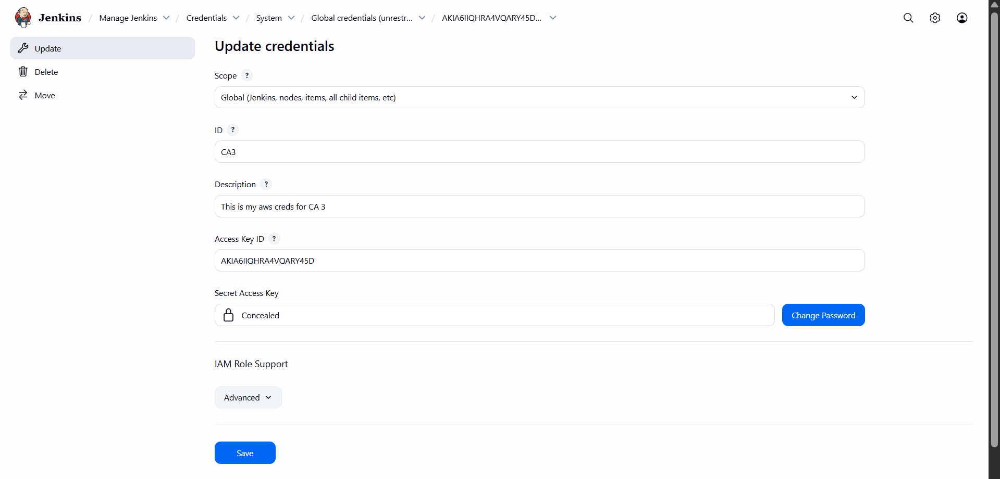 Jenkins / Manage Jenkins / Credentials / System / Global credentials (unrestr... / AKIA6IIQHRA4VQARY45D...
Update
Delete
Move
Update credentials
Scope ?
Global (Jenkins, nodes, items, all child items, etc)
ID ?
CA3
Description ?
This is my aws creds for CA 3
Access Key ID ?
AKIA6IIQHRA4VQARY45D
Secret Access Key
Concealed
Change Password
IAM Role Support
Advanced
Save